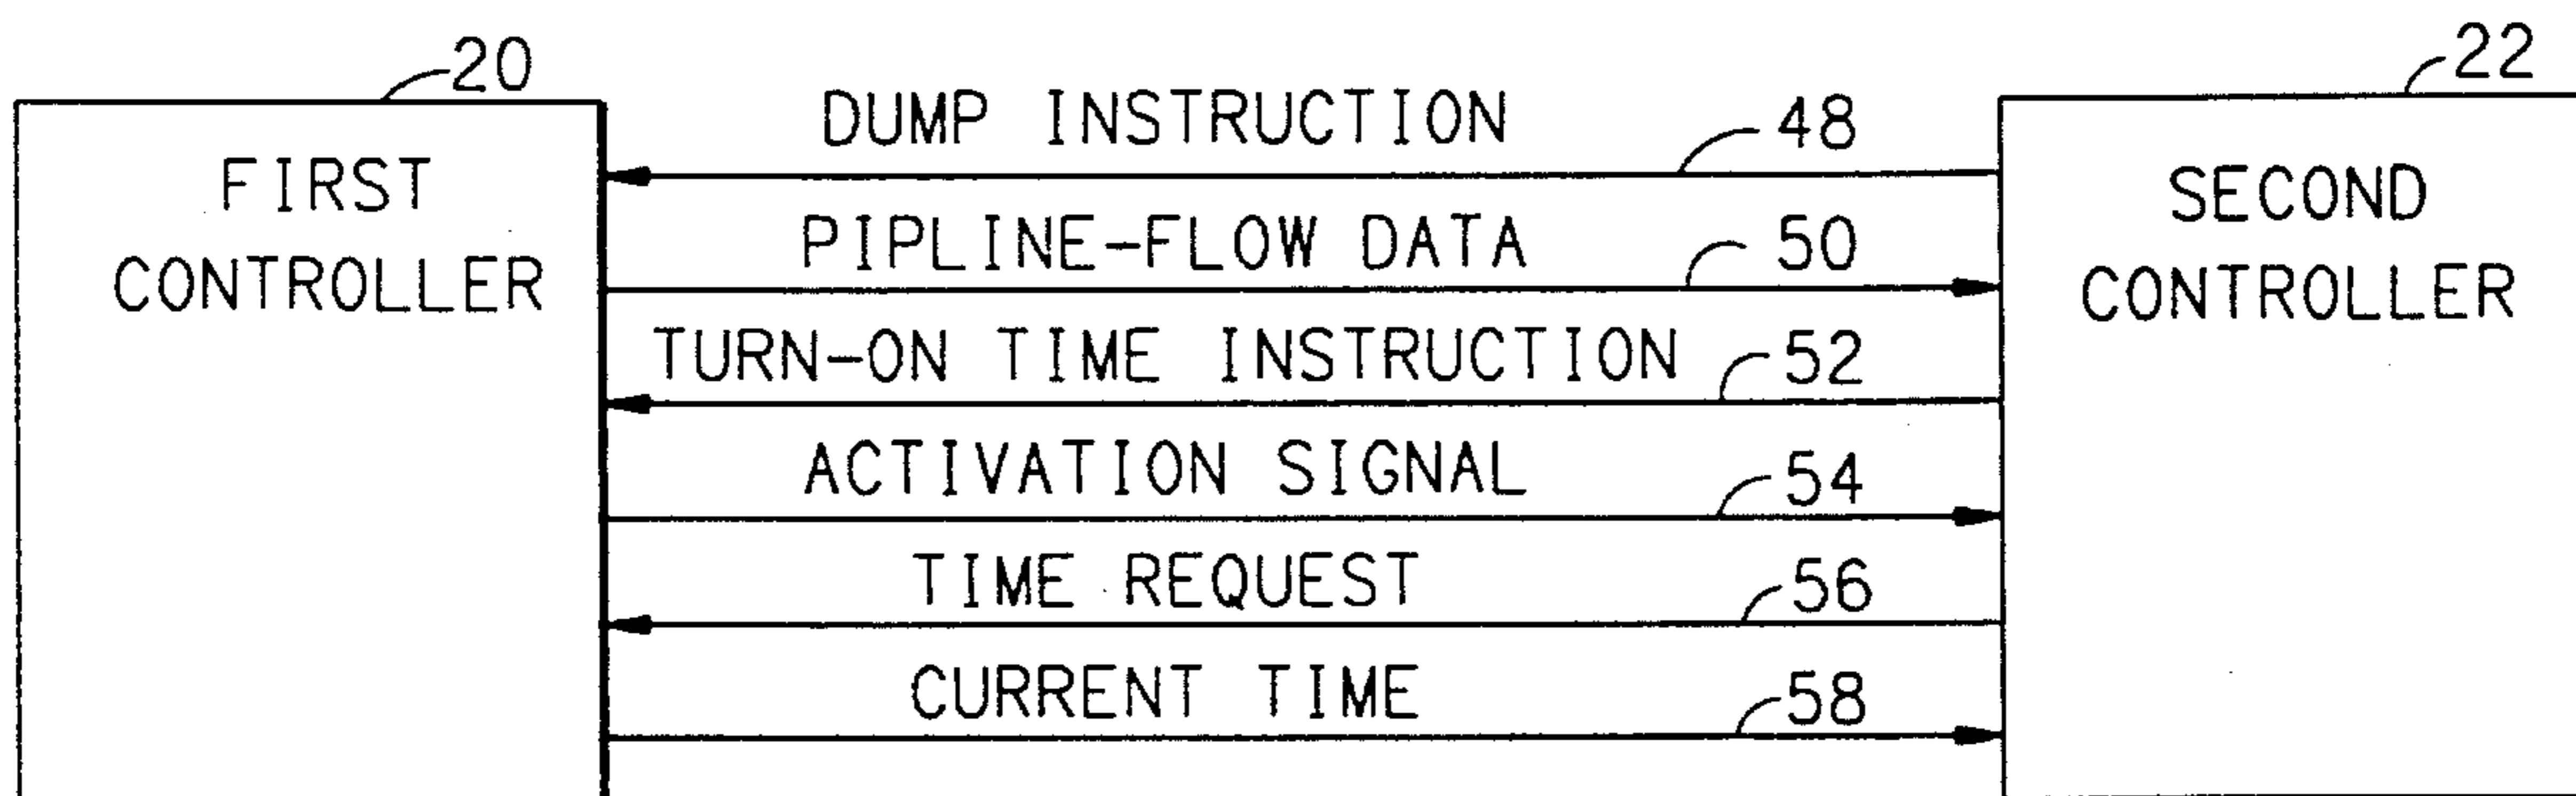 20
22
FIRST
CONTROLLER
DUMP INSTRUCTION
48
PIPLINE-FLOW DATA
50
TURN-ON TIME INSTRUCTION
52
ACTIVATION SIGNAL
54
TIME REQUEST
56
CURRENT TIME
58
SECOND
CONTROLLER